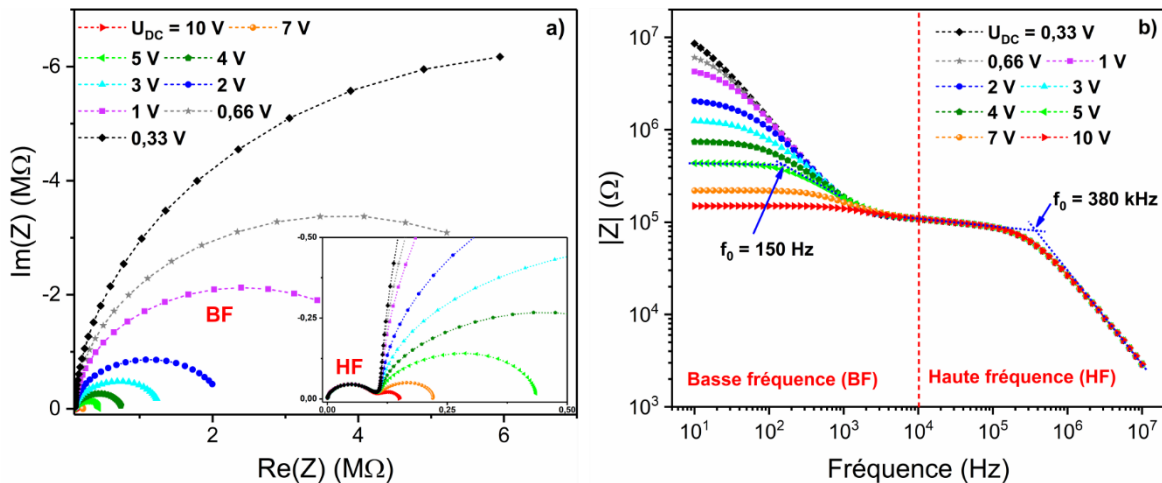 a)
U_DC = 10 V 7 V
5 V 4 V
3 V 2 V
1 V 0,66 V
0,33 V
-6
-4
-2
0
Im(Z) (MΩ)
BF
-0,50
-0,25
0,00
HF
0,00 0,25 0,50
2 4 6
Re(Z) (MΩ)
b)
U_DC = 0,33 V
0,66 V 1 V
2 V 3 V
4 V 5 V
7 V 10 V
10^7
10^6
10^5
10^4
10^3
|Z| (Ω)
f_0 = 150 Hz
f_0 = 380 kHz
Basse fréquence (BF) Haute fréquence (HF)
10^1 10^2 10^3 10^4 10^5 10^6 10^7
Fréquence (Hz)